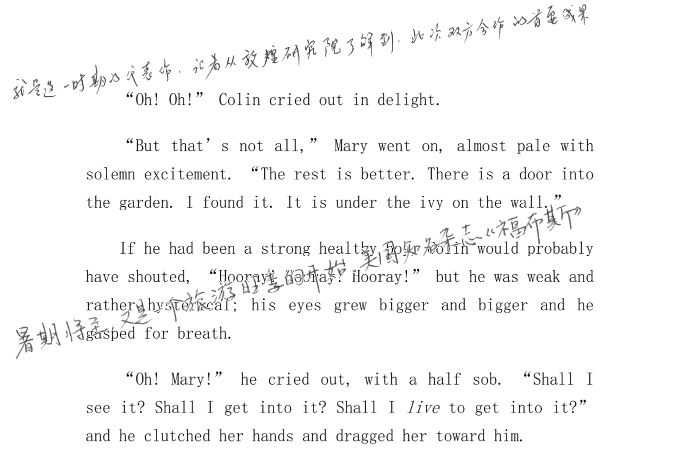 就是这一时期的代表作，记者从敦煌研究院了解到，此次双方合作的首要成果
“Oh! Oh!” Colin cried out in delight.
“But that’s not all,” Mary went on, almost pale with
solemn excitement. “The rest is better. There is a door into
the garden. I found it. It is under the ivy on the wall.”
If he had been a strong healthy boy Colin would probably
have shouted, “Hooray! Hooray! Hooray!” but he was weak and
rather hysterical; his eyes grew bigger and bigger and he
gasped for breath.
暑期将至，又是一个旅游旺季的开始，美国知名杂志《福布斯》
“Oh! Mary!” he cried out, with a half sob. “Shall I
see it? Shall I get into it? Shall I live to get into it?”
and he clutched her hands and dragged her toward him.